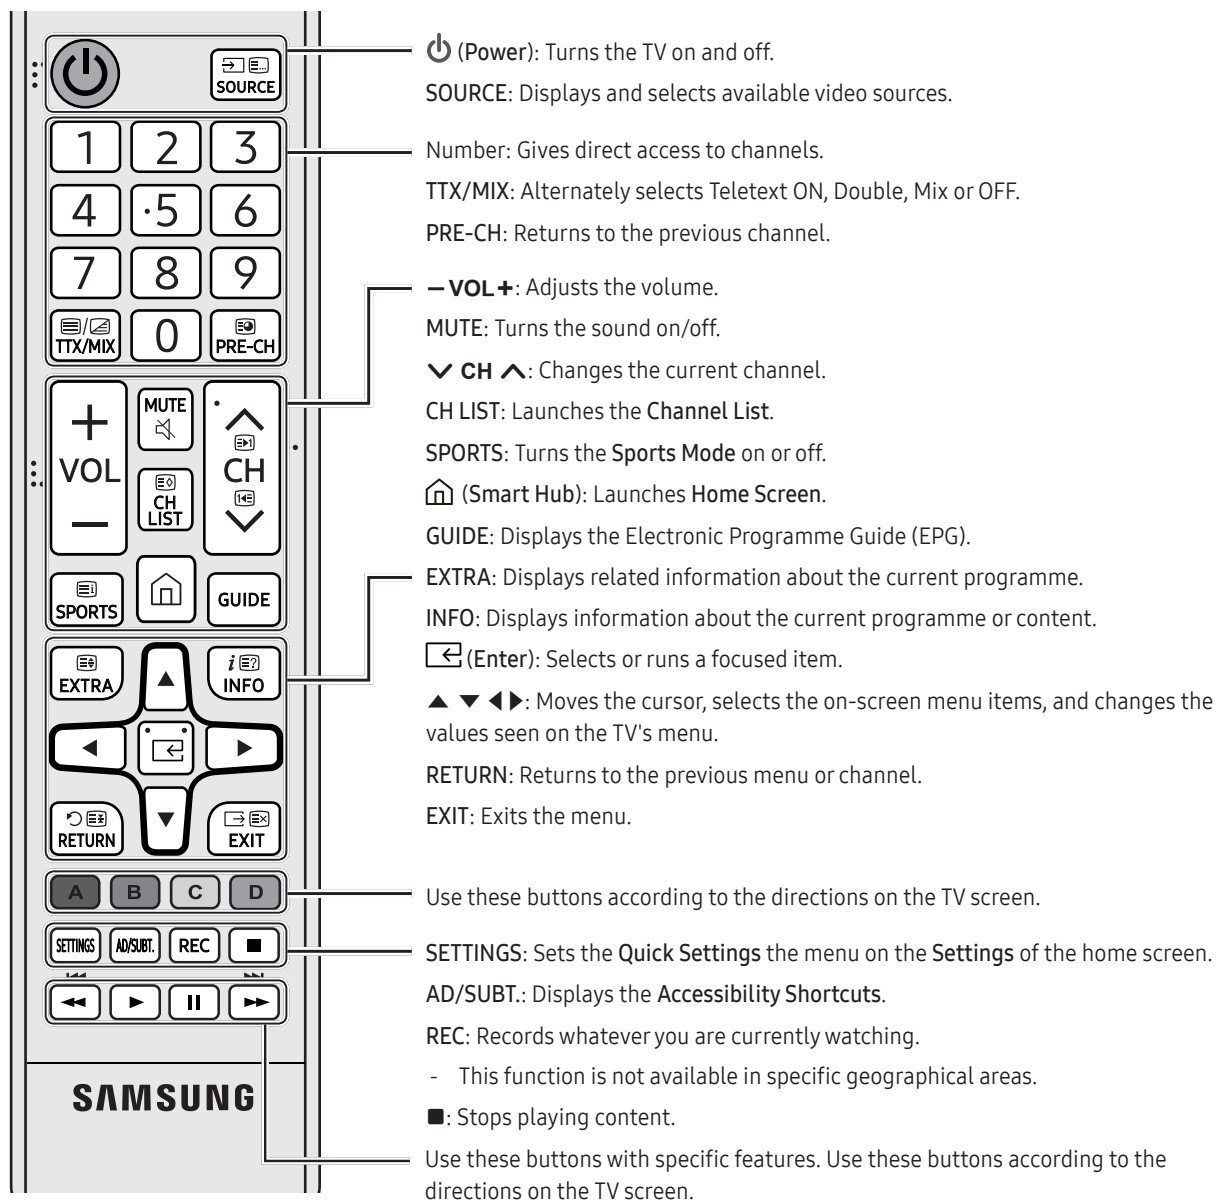 SOURCE
1 2 3
4 ·5 6
7 8 9
TTX/MIX 0 PRE-CH
+ VOL −
MUTE
CH LIST
CH
SPORTS
GUIDE
EXTRA
i INFO
RETURN
EXIT
A B C D
SETTINGS AD/SUBT. REC
SAMSUNG
(Power): Turns the TV on and off.
SOURCE: Displays and selects available video sources.
Number: Gives direct access to channels.
TTX/MIX: Alternately selects Teletext ON, Double, Mix or OFF.
PRE-CH: Returns to the previous channel.
– VOL +: Adjusts the volume.
MUTE: Turns the sound on/off.
CH : Changes the current channel.
CH LIST: Launches the Channel List.
SPORTS: Turns the Sports Mode on or off.
(Smart Hub): Launches Home Screen.
GUIDE: Displays the Electronic Programme Guide (EPG).
EXTRA: Displays related information about the current programme.
INFO: Displays information about the current programme or content.
(Enter): Selects or runs a focused item.
▲ ▼ ◀ ▶: Moves the cursor, selects the on-screen menu items, and changes the
values seen on the TV's menu.
RETURN: Returns to the previous menu or channel.
EXIT: Exits the menu.
Use these buttons according to the directions on the TV screen.
SETTINGS: Sets the Quick Settings the menu on the Settings of the home screen.
AD/SUBT.: Displays the Accessibility Shortcuts.
REC: Records whatever you are currently watching.
- This function is not available in specific geographical areas.
■: Stops playing content.
Use these buttons with specific features. Use these buttons according to the
directions on the TV screen.